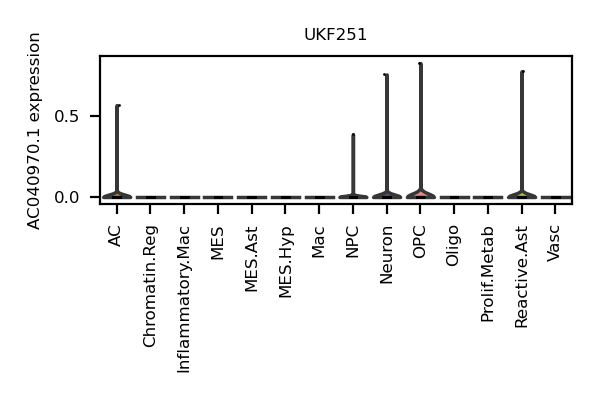 UKF251
AC040970.1 expression
0.5
0.0
AC
Chromatin.Reg
Inflammatory.Mac
MES
MES.Ast
MES.Hyp
Mac
NPC
Neuron
OPC
Oligo
Prolif.Metab
Reactive.Ast
Vasc